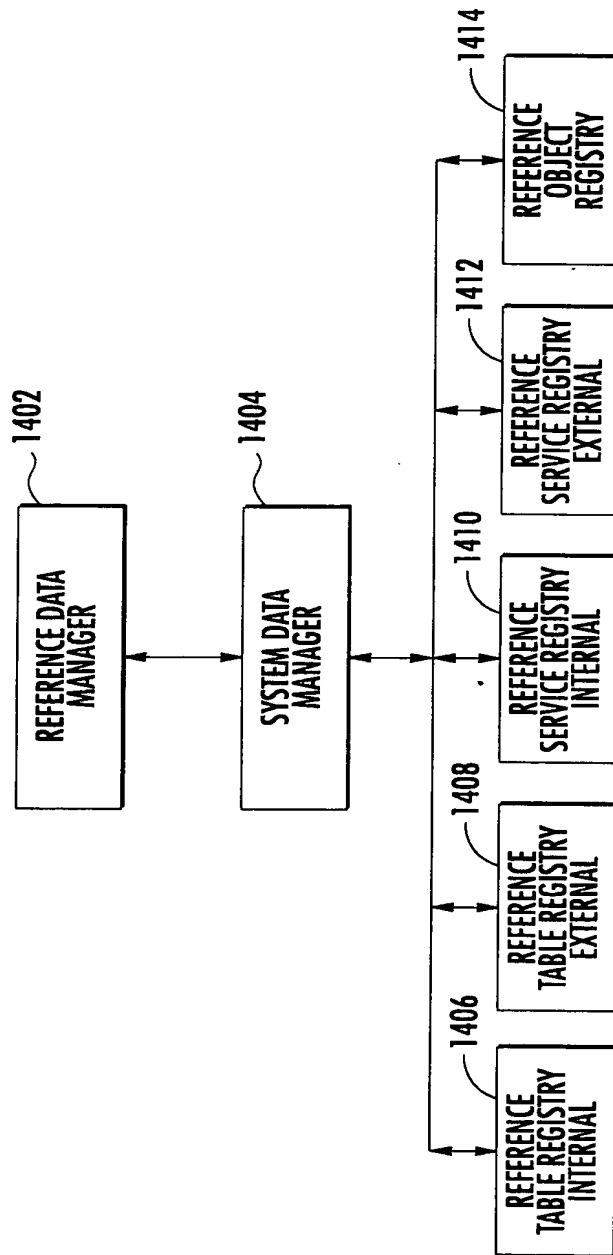 1402
REFERENCE DATA
MANAGER
1404
SYSTEM DATA
MANAGER
1406
REFERENCE
TABLE REGISTRY
INTERNAL
1408
REFERENCE
TABLE REGISTRY
EXTERNAL
1410
REFERENCE
SERVICE REGISTRY
INTERNAL
1412
REFERENCE
SERVICE REGISTRY
EXTERNAL
1414
REFERENCE
OBJECT
REGISTRY